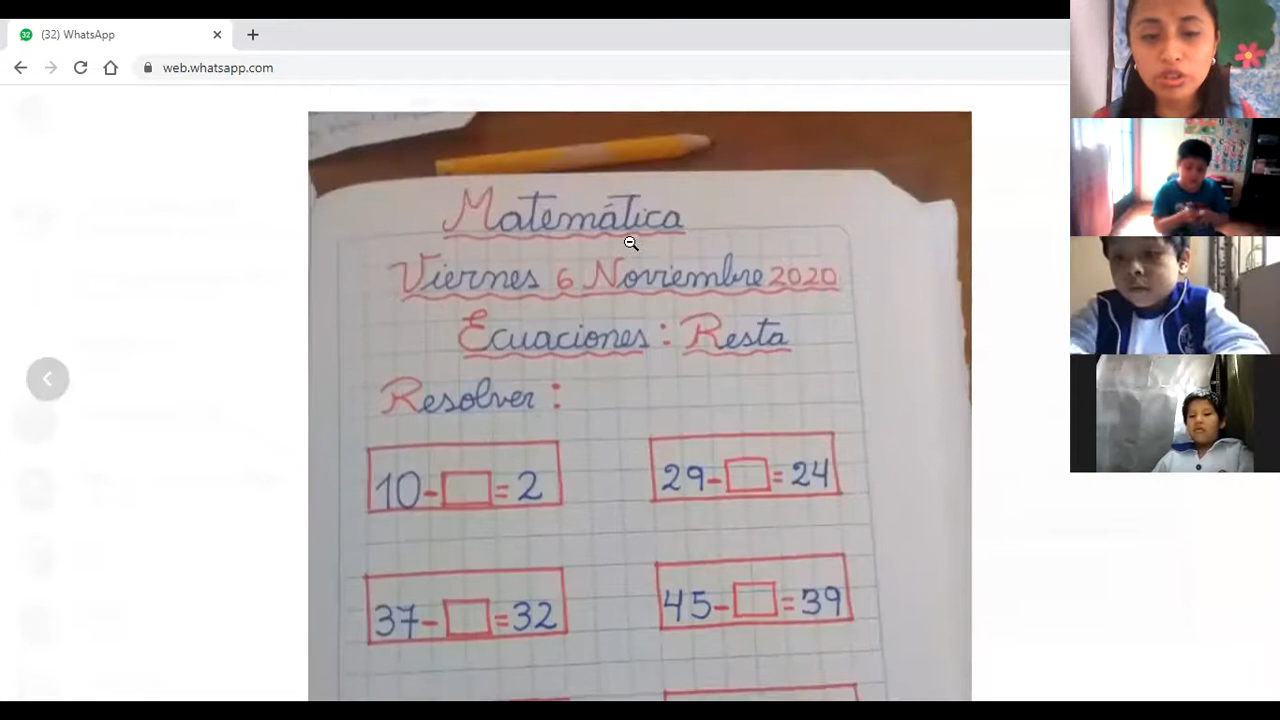 (32) WhatsApp
web.whatsapp.com
Matemática
Viernes 6 Noviembre 2020
Ecuaciones: Resta
Resolver:
10-□=2 29-□=24
37-□=32 45-□=39